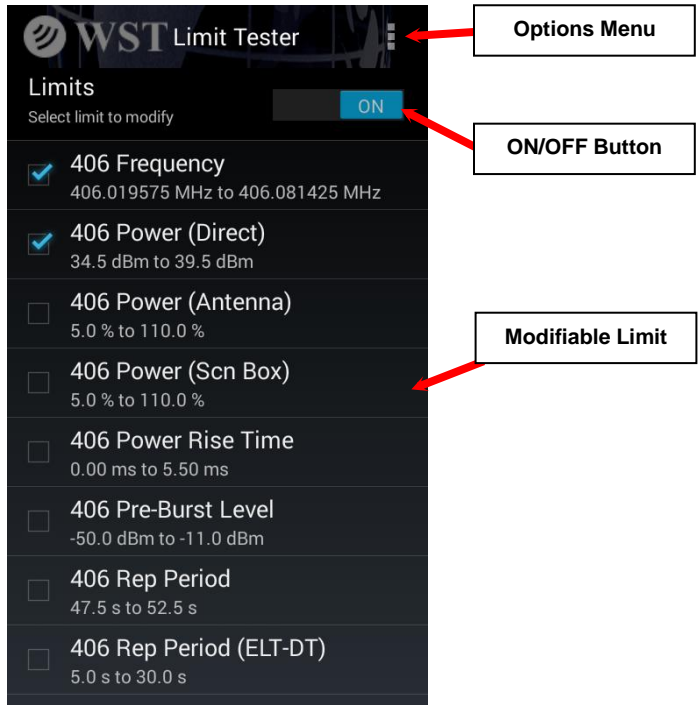 WST Limit Tester
Options Menu
Limits
Select limit to modify
ON
ON/OFF Button
406 Frequency
406.019575 MHz to 406.081425 MHz
406 Power (Direct)
34.5 dBm to 39.5 dBm
406 Power (Antenna)
5.0 % to 110.0 %
Modifiable Limit
406 Power (Scn Box)
5.0 % to 110.0 %
406 Power Rise Time
0.00 ms to 5.50 ms
406 Pre-Burst Level
-50.0 dBm to -11.0 dBm
406 Rep Period
47.5 s to 52.5 s
406 Rep Period (ELT-DT)
5.0 s to 30.0 s